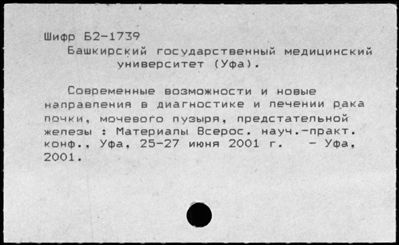 Шифр Б2-1739
Башкирский государственный медицинский
университет (Уфа).
Современные возможности и новые
направления в диагностике и лечении рака
почки, мочевого пузыря, предстательной
железы : Материалы Всерос. науч.-практ.
конф., Уфа, 25-27 июня 2001 г. - Уфа,
2001.